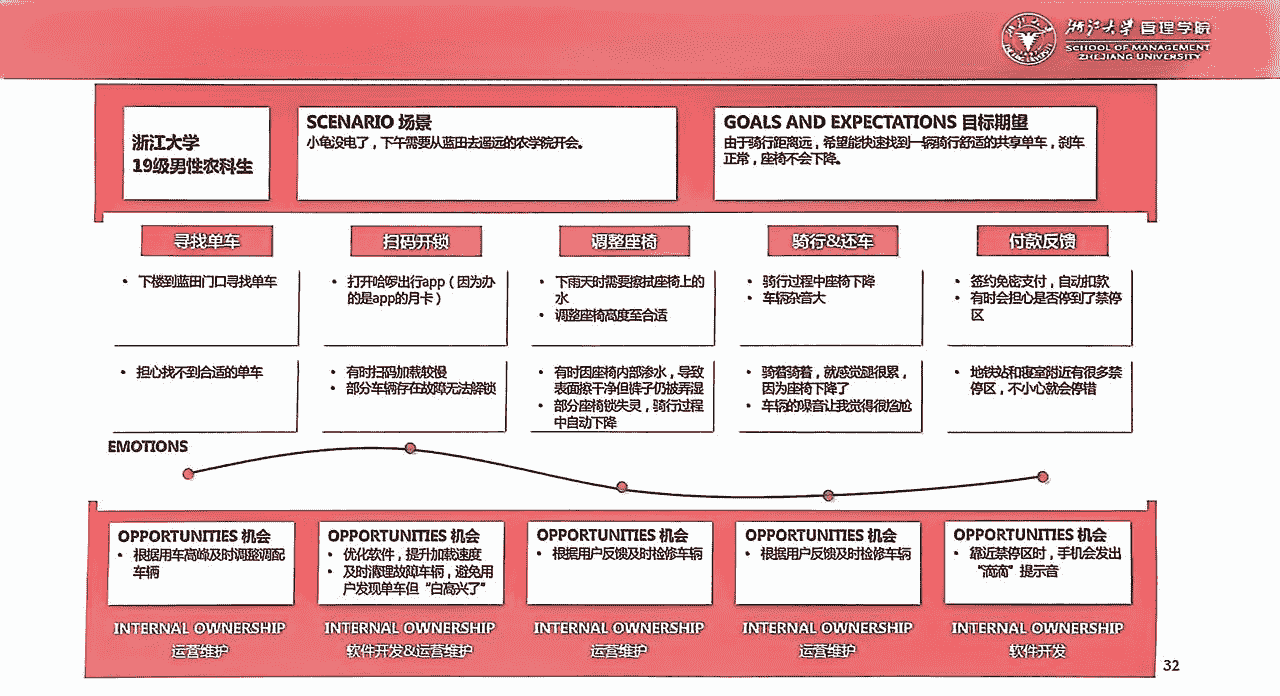 浙江大学 管理学院
SCHOOL OF MANAGEMENT
ZHEJIANG UNIVERSITY
浙江大学
19级男性农科生
SCENARIO 场景
小龟没电了，下午需要从蓝田去遥远的农学院开会。
GOALS AND EXPECTATIONS 目标期望
由于骑行距离远，希望能快速找到一辆骑行舒适的共享单车，刹车
正常，座椅不会下降。
寻找单车
扫码开锁
调整座椅
骑行&还车
付款反馈
• 下楼到蓝田门口寻找单车
• 打开哈啰出行app（因为办
的是app的月卡）
• 下雨天时需要擦拭座椅上的
水
• 调整座椅高度至合适
• 骑行过程中座椅下降
• 车辆杂音大
• 签约免密支付，自动扣款
• 有时会担心是否停到了禁停
区
• 担心找不到合适的单车
• 有时扫码加载较慢
• 部分车辆存在故障无法解锁
• 有时因座椅内部渗水，导致
表面擦干净但裤子仍被弄湿
• 部分座椅锁失灵，骑行过程
中自动下降
• 骑着骑着，就感觉腿很累，
因为座椅下降了
• 车辆的噪音让我觉得很尴尬
• 地铁站和寝室附近有很多禁
停区，不小心就会停错
EMOTIONS
OPPORTUNITIES 机会
• 根据用车高峰及时调整调配
车辆
OPPORTUNITIES 机会
• 优化软件，提升加载速度
• 及时清理故障车辆，避免用
户发现单车但“白高兴了”
OPPORTUNITIES 机会
• 根据用户反馈及时检修车辆
OPPORTUNITIES 机会
• 根据用户反馈及时检修车辆
OPPORTUNITIES 机会
• 靠近禁停区时，手机会发出
“滴滴”提示音
INTERNAL OWNERSHIP
运营维护
INTERNAL OWNERSHIP
软件开发&运营维护
INTERNAL OWNERSHIP
运营维护
INTERNAL OWNERSHIP
运营维护
INTERNAL OWNERSHIP
软件开发
32